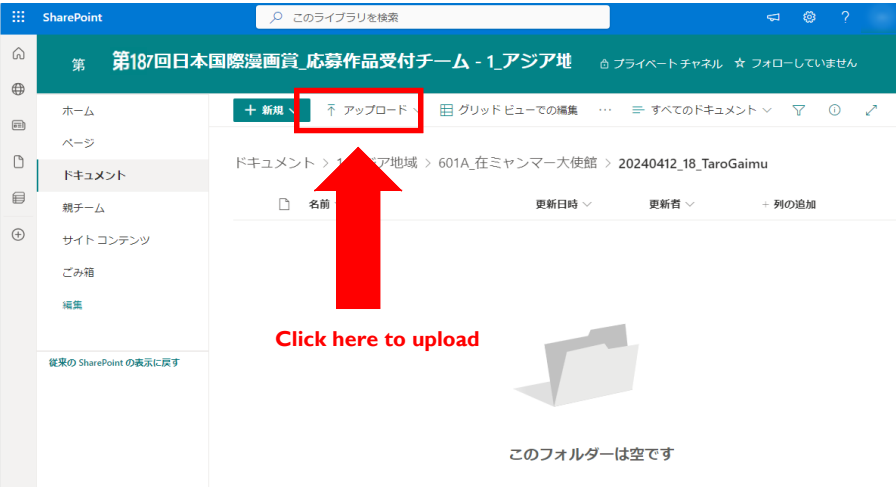 SharePoint
このライブラリを検索
?
第 第187回日本国際漫画賞_応募作品受付チーム - 1_アジア地
プライベート チャネル ☆ フォローしていません
ホーム
ページ
ドキュメント
親チーム
サイト コンテンツ
ごみ箱
編集
従来の SharePoint の表示に戻す
+ 新規
アップロード
グリッド ビューでの編集
···
すべてのドキュメント
ドキュメント > ア地域 > 601A_在ミャンマー大使館 > 20240412_18_TaroGaimu
名前 更新日時 更新者 + 列の追加
Click here to upload
このフォルダーは空です